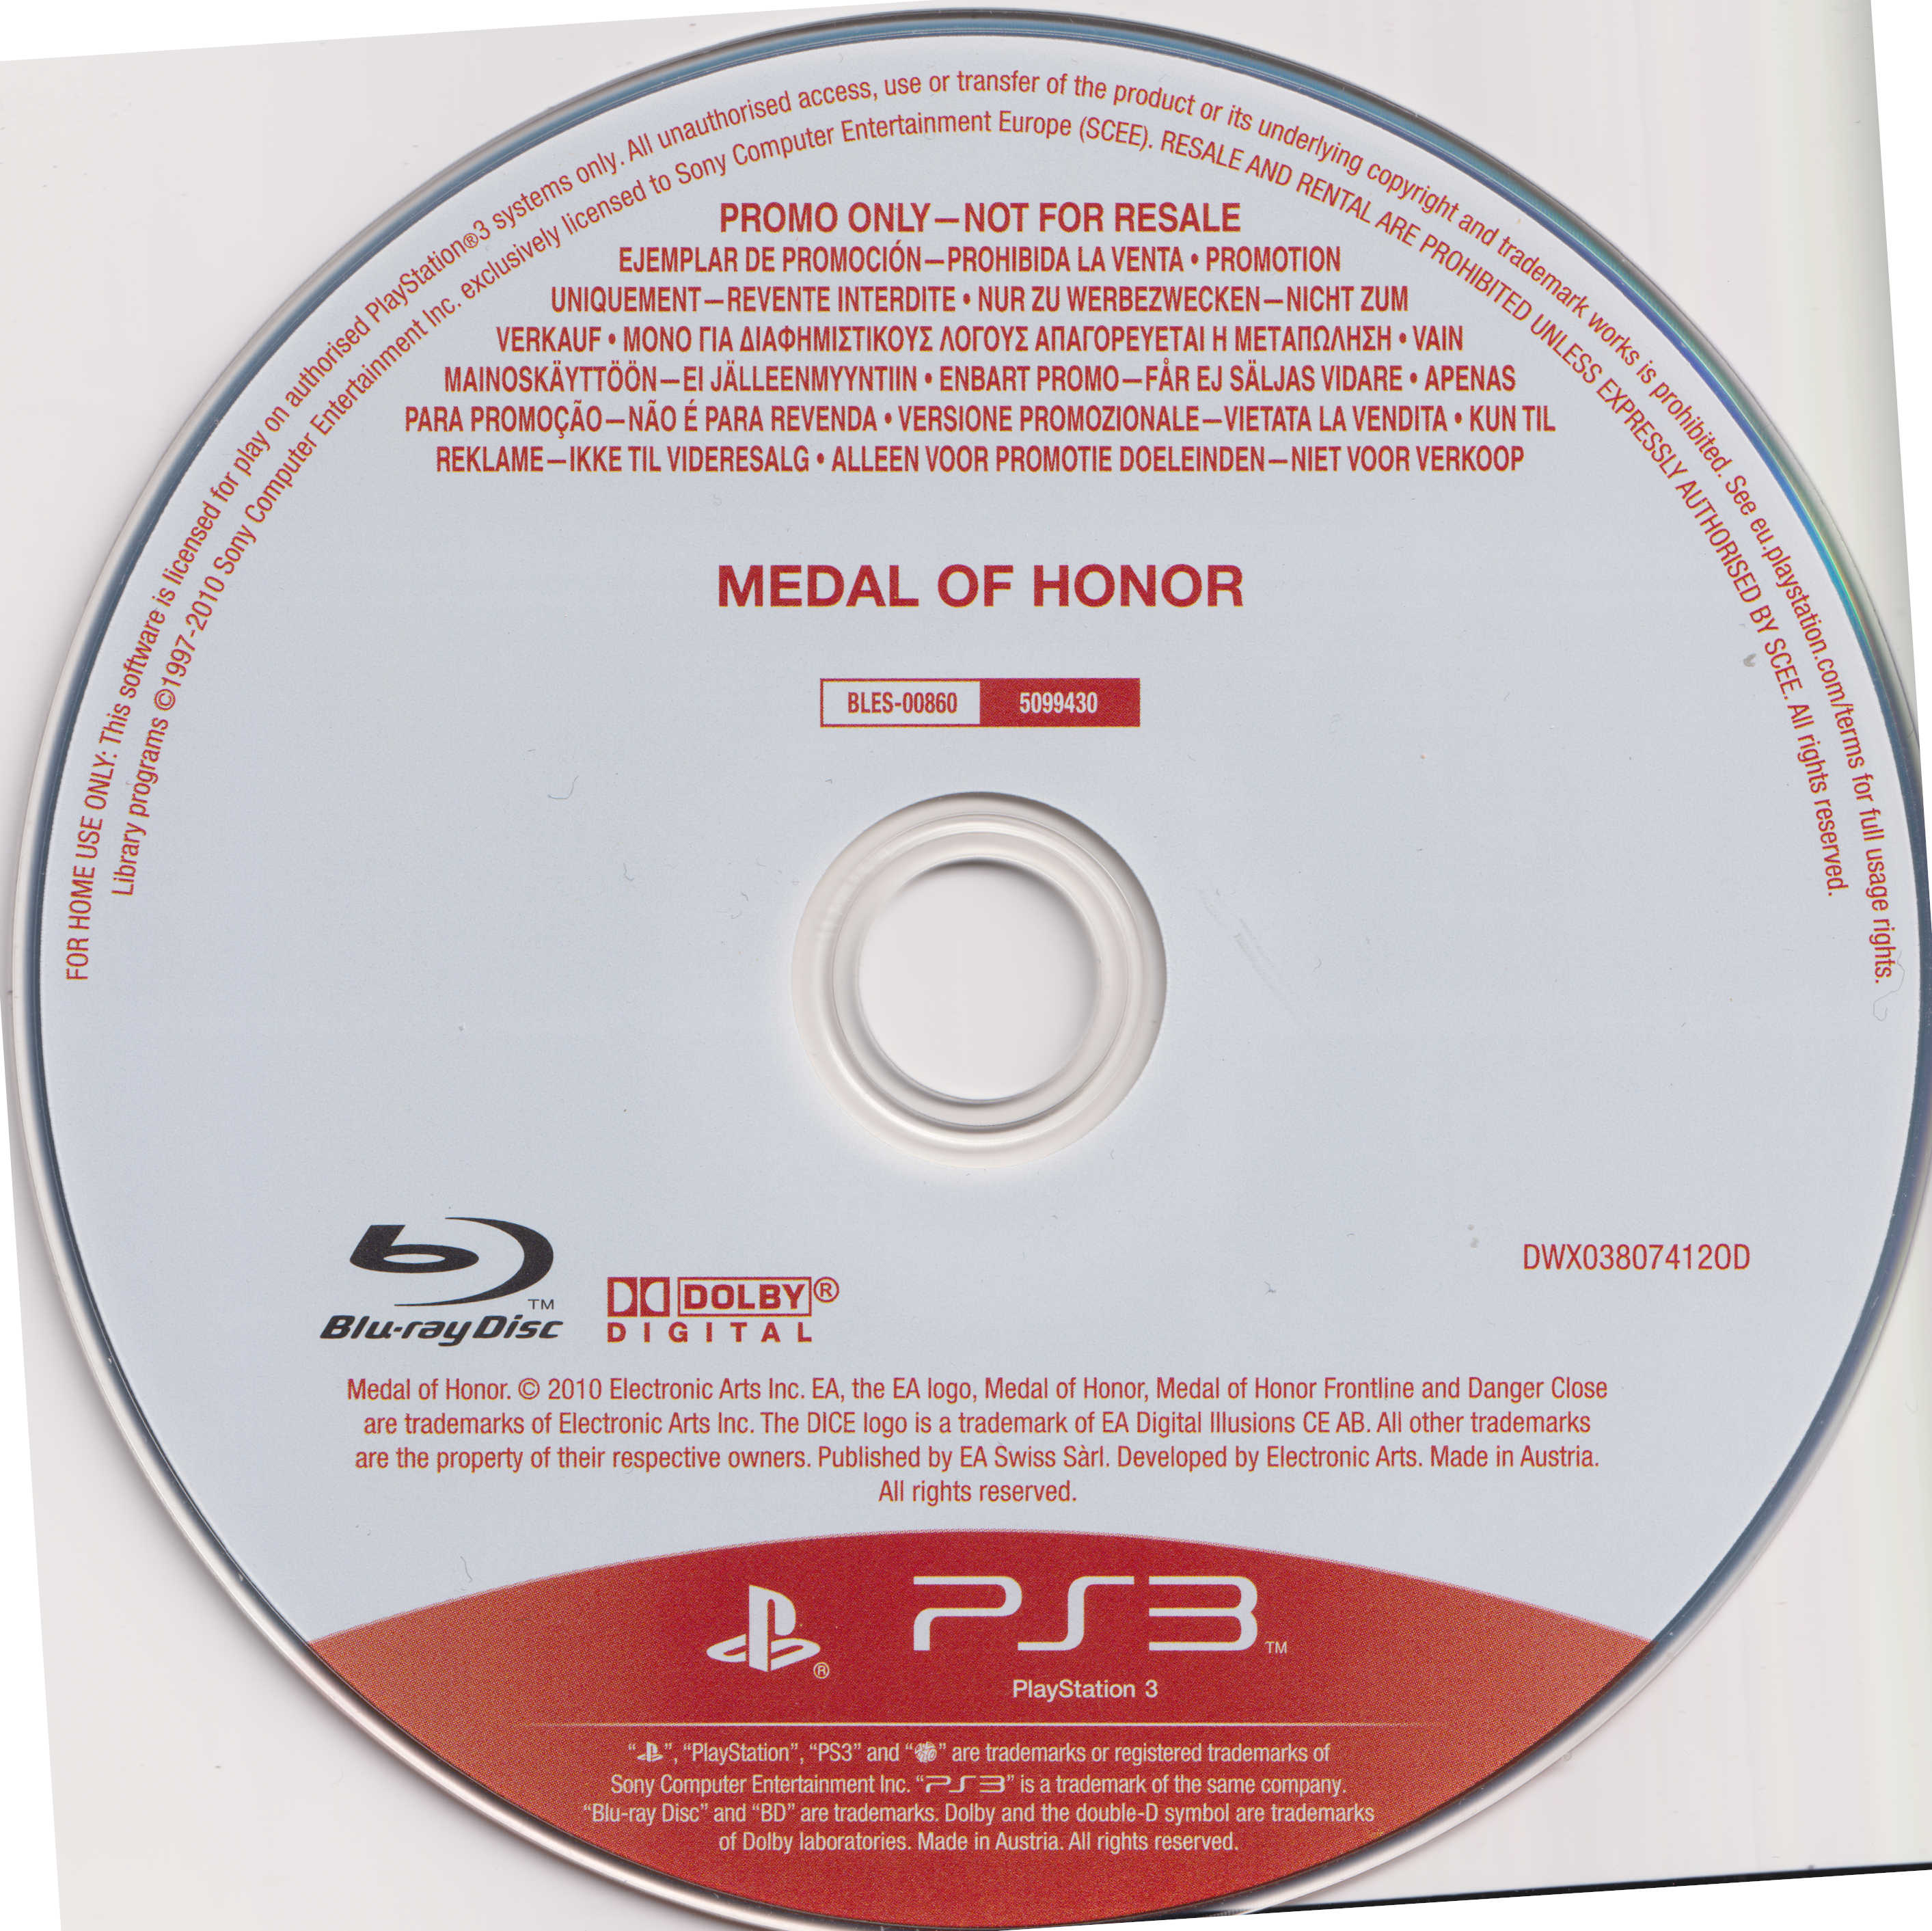 FOR HOME USE ONLY: This software is licensed for play on authorised PlayStation®3 systems only. All unauthorised access, use or transfer of the product or its underlying copyright and trademark works is prohibited. See eu.playstation.com/terms for full usage rights.
Library programs ©1997-2010 Sony Computer Entertainment Inc. exclusively licensed to Sony Computer Entertainment Europe (SCEE). RESALE AND RENTAL ARE PROHIBITED UNLESS EXPRESSLY AUTHORISED BY SCEE. All rights reserved.
PROMO ONLY—NOT FOR RESALE
EJEMPLAR DE PROMOCIÓN—PROHIBIDA LA VENTA • PROMOTION
UNIQUEMENT—REVENTE INTERDITE • NUR ZU WERBEZWECKEN—NICHT ZUM
VERKAUF • ΜΟΝΟ ΓΙΑ ΔΙΑΦΗΜΙΣΤΙΚΟΥΣ ΛΟΓΟΥΣ ΑΠΑΓΟΡΕΥΕΤΑΙ Η ΜΕΤΑΠΩΛΗΣΗ • VAIN
MAINOSKÄYTTÖÖN—EI JÄLLEENMYYNTIIN • ENBART PROMO—FÅR EJ SÄLJAS VIDARE • APENAS
PARA PROMOÇÃO—NÃO É PARA REVENDA • VERSIONE PROMOZIONALE—VIETATA LA VENDITA • KUN TIL
REKLAME—IKKE TIL VIDERESALG • ALLEEN VOOR PROMOTIE DOELEINDEN—NIET VOOR VERKOOP
MEDAL OF HONOR
BLES-00860 5099430
DWX03807412OD
Blu-ray Disc™
DOLBY®
DIGITAL
Medal of Honor. © 2010 Electronic Arts Inc. EA, the EA logo, Medal of Honor, Medal of Honor Frontline and Danger Close
are trademarks of Electronic Arts Inc. The DICE logo is a trademark of EA Digital Illusions CE AB. All other trademarks
are the property of their respective owners. Published by EA Swiss Sàrl. Developed by Electronic Arts. Made in Austria.
All rights reserved.
® PS3™
PlayStation 3
“ ”, “PlayStation”, “PS3” and “ ” are trademarks or registered trademarks of
Sony Computer Entertainment Inc. “PS3” is a trademark of the same company.
“Blu-ray Disc” and “BD” are trademarks. Dolby and the double-D symbol are trademarks
of Dolby laboratories. Made in Austria. All rights reserved.